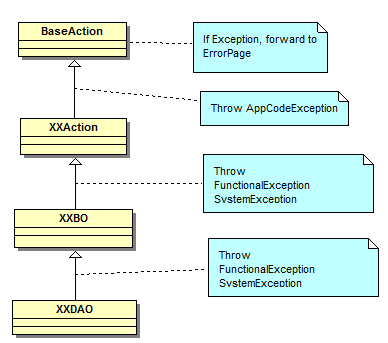 BaseAction
If Exception, forward to
ErrorPage
Throw AppCodeException
XXAction
Throw
FunctionalException
SystemException
XXBO
Throw
FunctionalException
SystemException
XXDAO